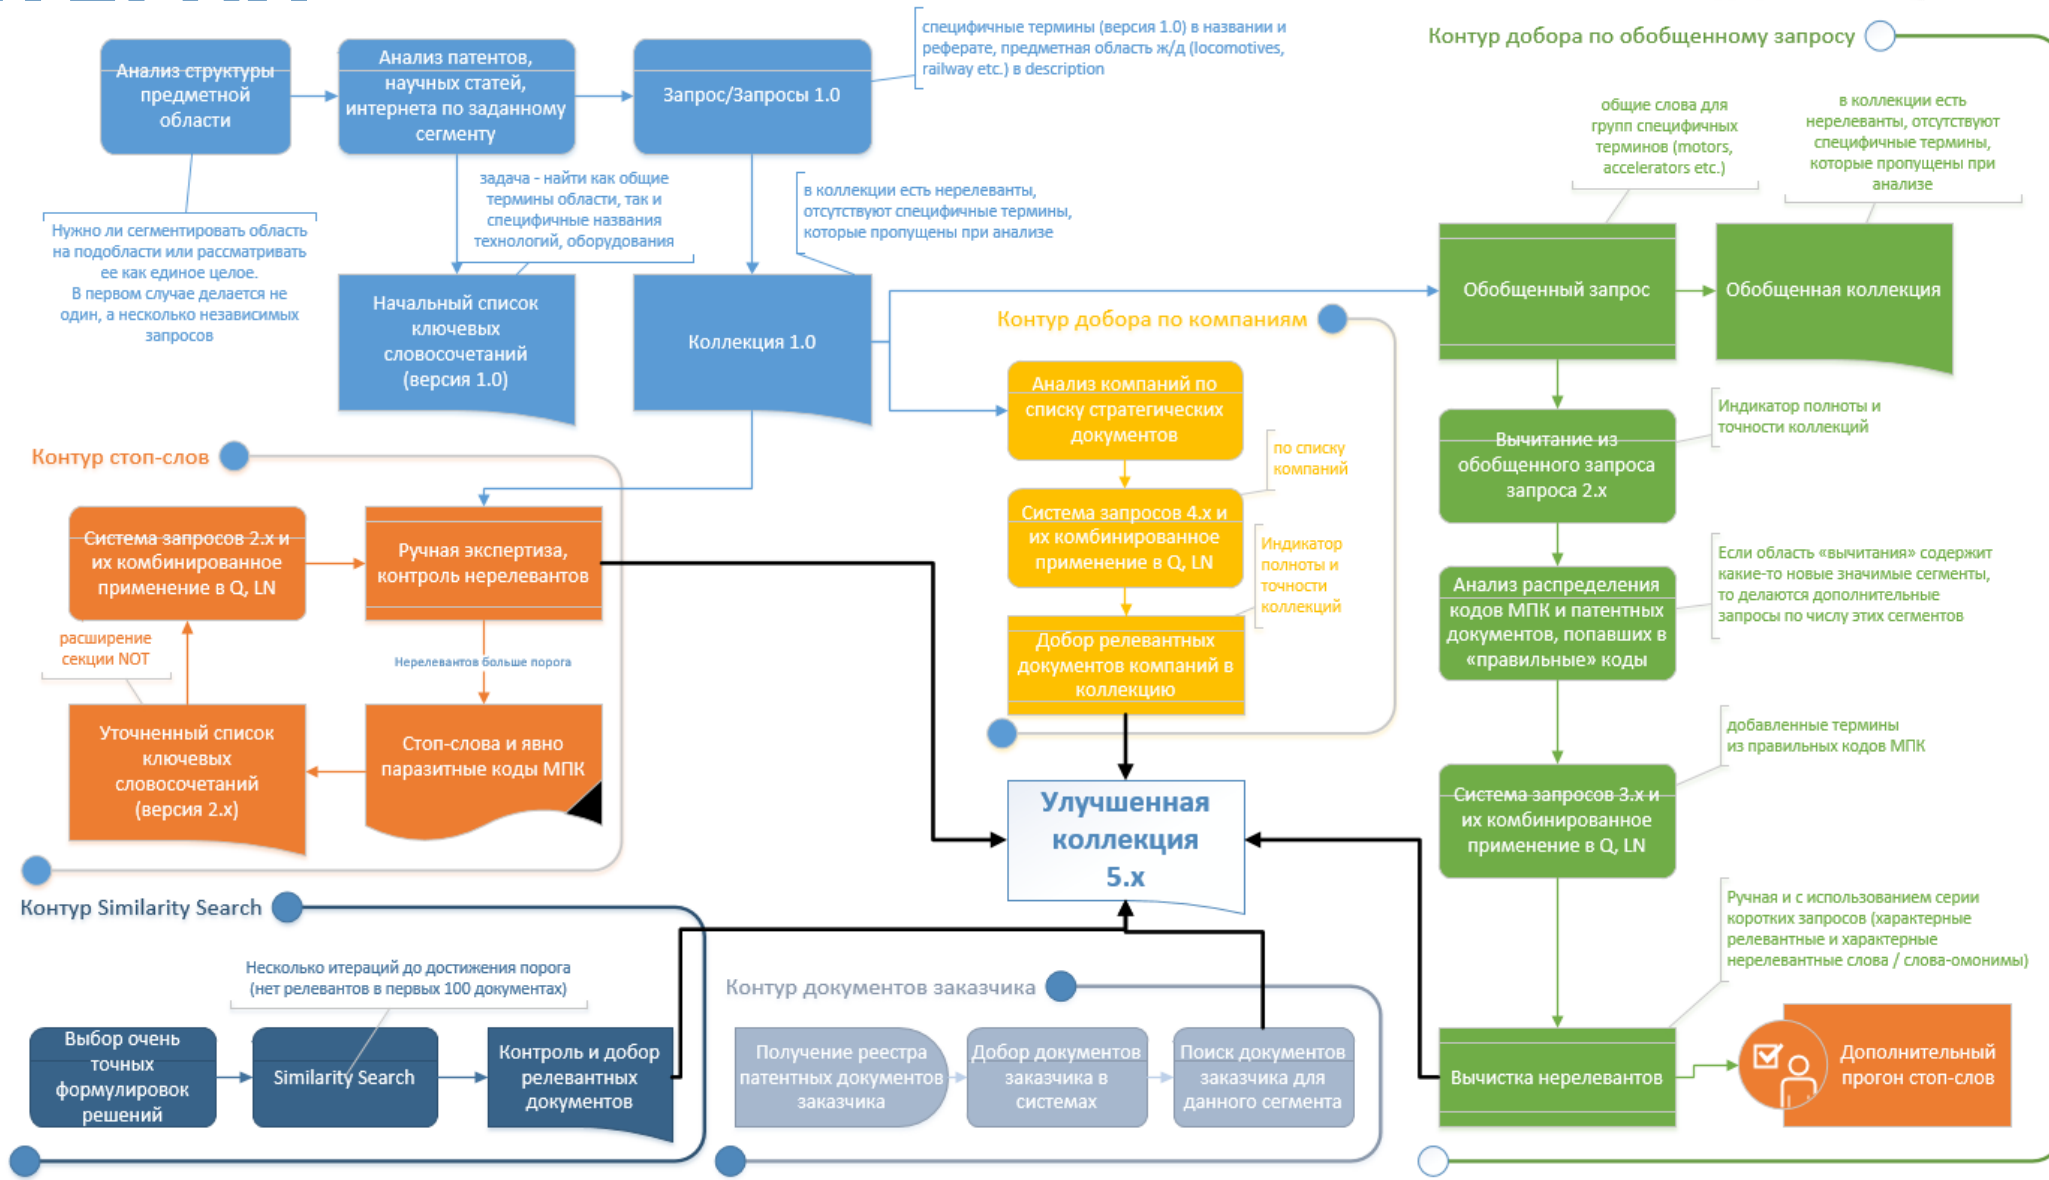 специфичные термины (версия 1.0) в названии и
реферате, предметная область ж/д (locomotives,
railway etc.) в description
Контур добора по обобщенному запросу
Анализ структуры
предметной
области
Анализ патентов,
научных статей,
интернета по заданному
сегменту
Запрос/Запросы 1.0
общие слова для
групп специфичных
терминов (motors,
accelerators etc.)
в коллекции есть
нерелеванты, отсутствуют
специфичные термины,
которые пропущены при
анализе
Нужно ли сегментировать область
на подобласти или рассматривать
ее как единое целое.
В первом случае делается не
один, а несколько независимых
запросов
задача - найти как общие
термины области, так и
специфичные названия
технологий, оборудования
в коллекции есть нерелеванты,
отсутствуют специфичные термины,
которые пропущены при анализе
Начальный список
ключевых
словосочетаний
(версия 1.0)
Коллекция 1.0
Обобщенный запрос
Обобщенная коллекция
Контур добора по компаниям
Анализ компаний по
списку стратегических
документов
по списку
компаний
Система запросов 4.x и
их комбинированное
применение в Q, LN
Индикатор
полноты и
точности
коллекций
Добор релевантных
документов компаний в
коллекцию
Вычитание из
обобщенного запроса
запроса 2.x
Индикатор полноты и
точности коллекций
Анализ распределения
кодов МПК и патентных
документов, попавших в
«правильные» коды
Если область «вычитания» содержит
какие-то новые значимые сегменты,
то делаются дополнительные
запросы по числу этих сегментов
добавленные термины
из правильных кодов МПК
Система запросов 3.x и
их комбинированное
применение в Q, LN
Ручная и с использованием серии
коротких запросов (характерные
релевантные и характерные
нерелевантные слова / слова-омонимы)
Вычистка нерелевантов
Дополнительный
прогон стоп-слов
Контур стоп-слов
Система запросов 2.x и
их комбинированное
применение в Q, LN
Ручная экспертиза,
контроль нерелевантов
расширение
секции NOT
Нерелевантов больше порога
Уточненный список
ключевых
словосочетаний
(версия 2.x)
Стоп-слова и явно
паразитные коды МПК
Улучшенная
коллекция
5.x
Контур Similarity Search
Несколько итераций до достижения порога
(нет релевантов в первых 100 документах)
Выбор очень
точных
формулировок
решений
Similarity Search
Контроль и добор
релевантных
документов
Контур документов заказчика
Получение реестра
патентных документов
заказчика
Добор документов
заказчика в
системах
Поиск документов
заказчика для
данного сегмента